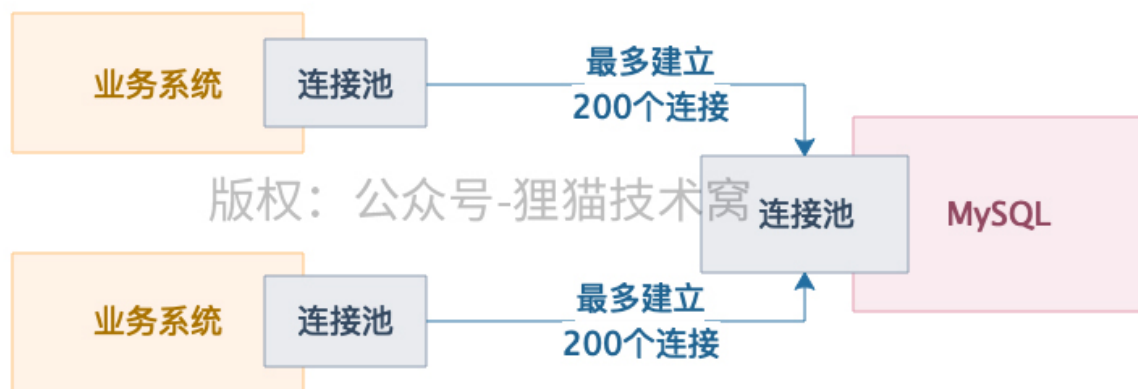 业务系统
连接池
最多建立
200个连接
版权：公众号-狸猫技术窝
连接池
MySQL
业务系统
连接池
最多建立
200个连接